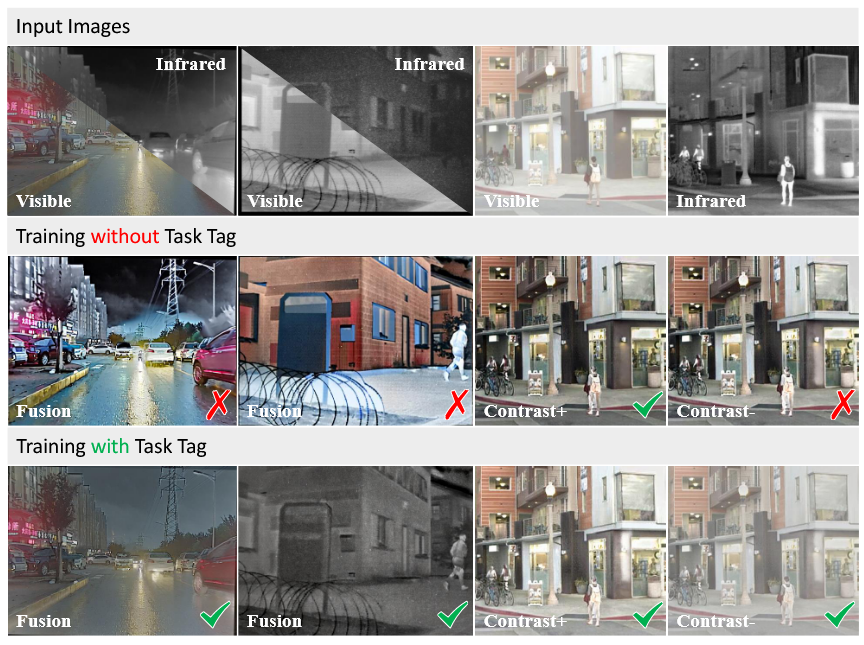 Input Images
Infrared
Visible
Infrared
Visible
Visible
Infrared
Training without Task Tag
Fusion
Fusion
Contrast+
Contrast-
Training with Task Tag
Fusion
Fusion
Contrast+
Contrast-